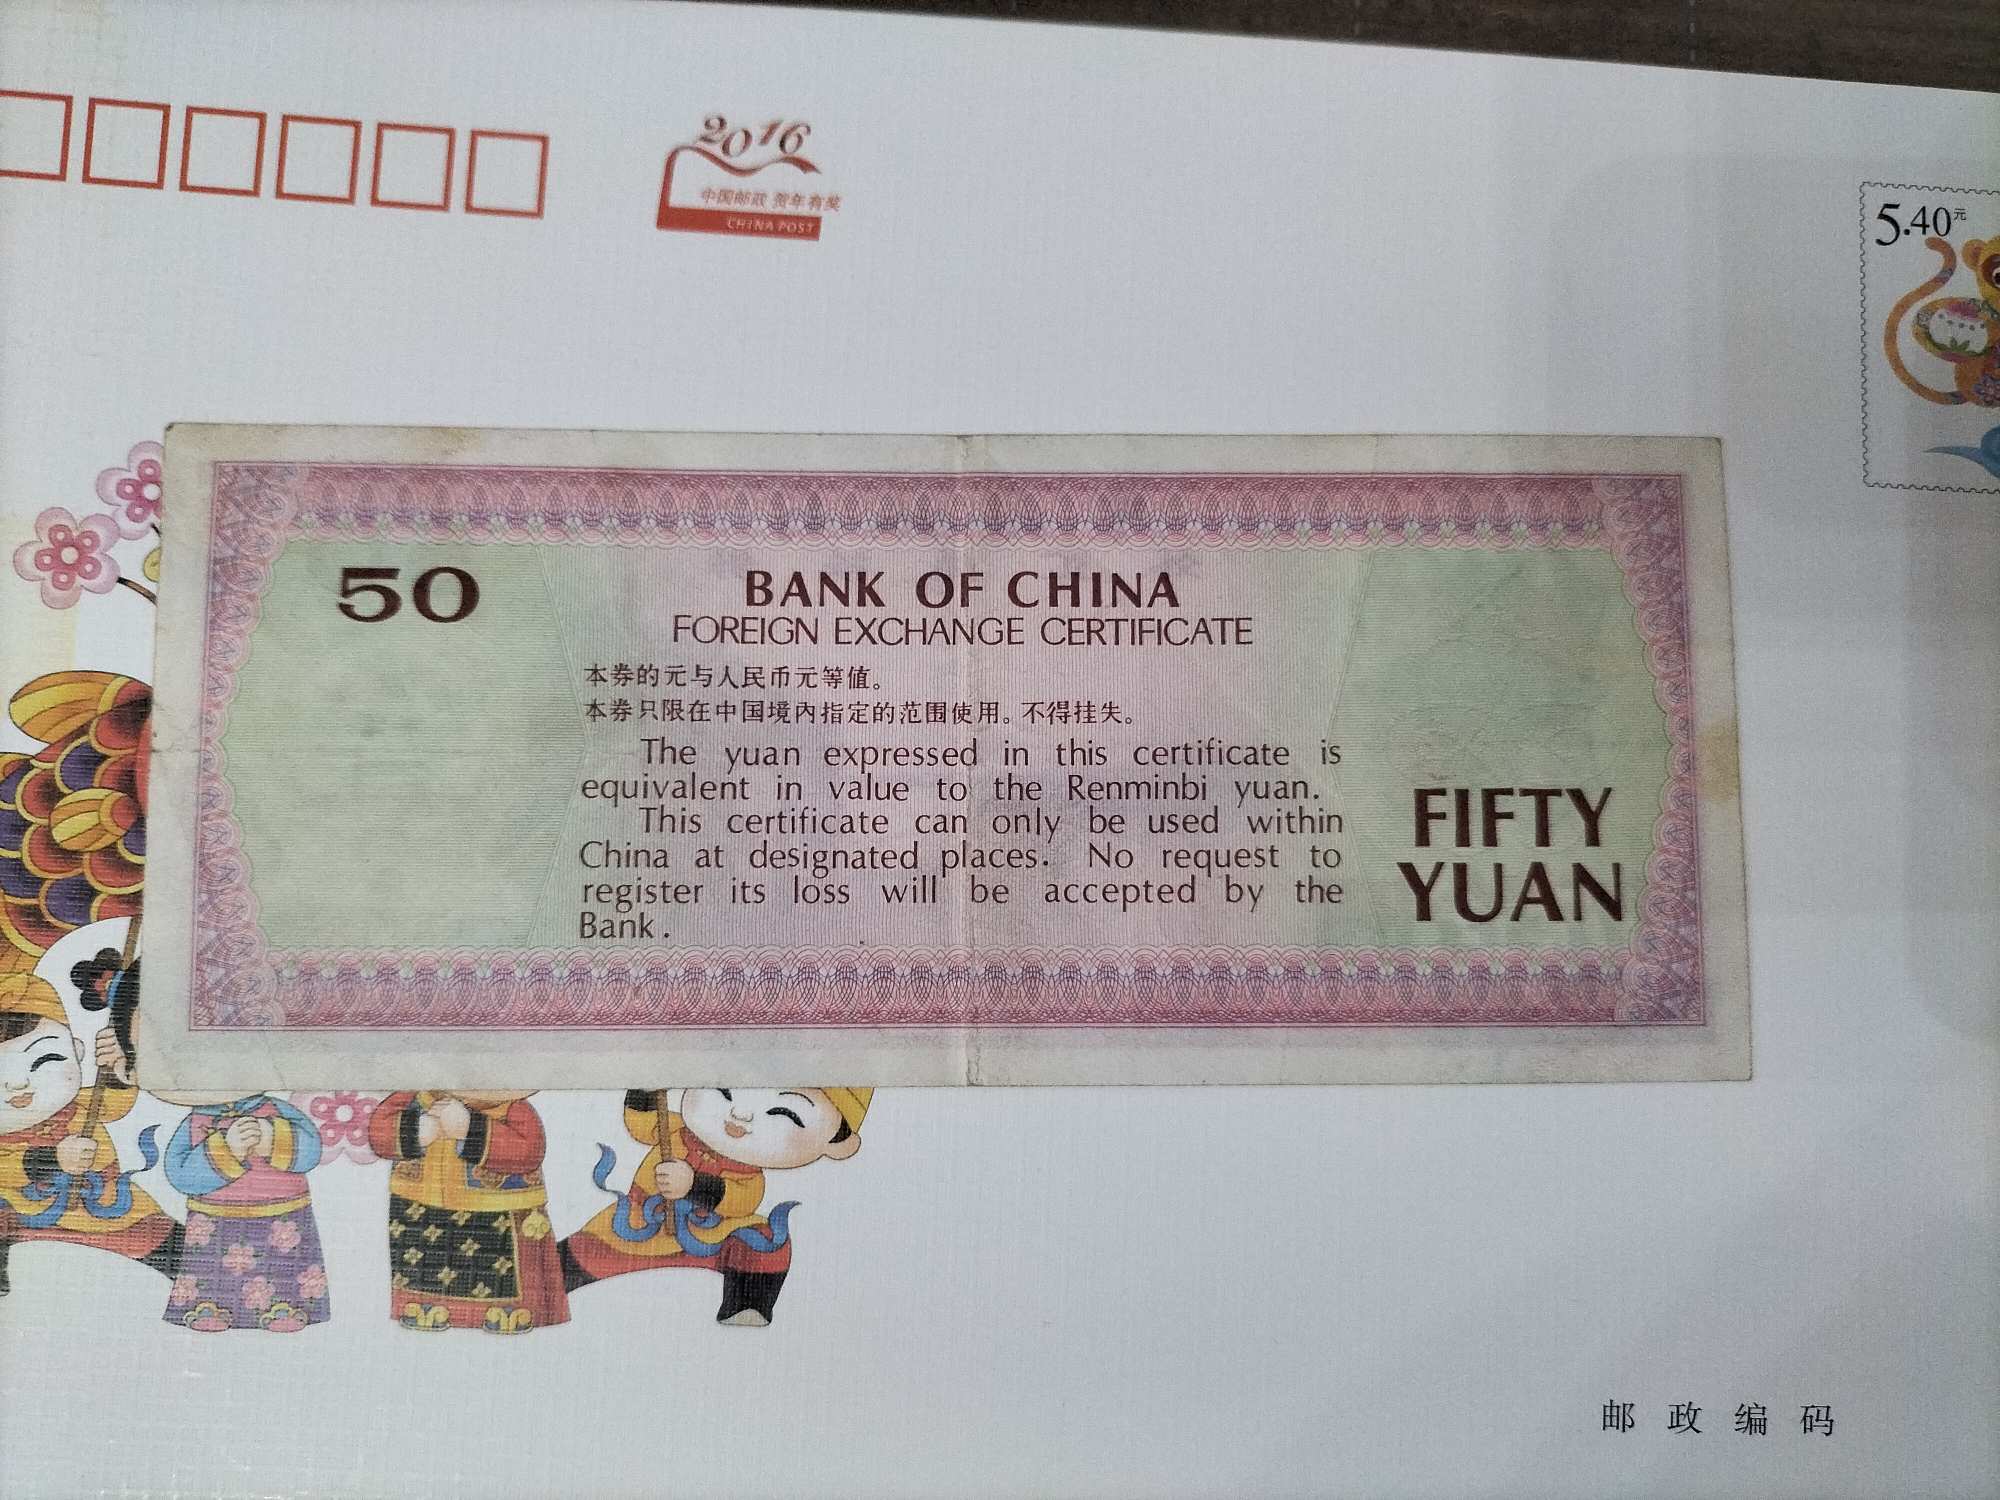 2016
中国邮政 贺年有奖
CHINA POST
5.40元
50
BANK OF CHINA
FOREIGN EXCHANGE CERTIFICATE
本券的元与人民币元等值。
本券只限在中国境内指定的范围使用。不得挂失。
The yuan expressed in this certificate is
equivalent in value to the Renminbi yuan.
This certificate can only be used within
China at designated places. No request to
register its loss will be accepted by the
Bank.
FIFTY
YUAN
邮政编码